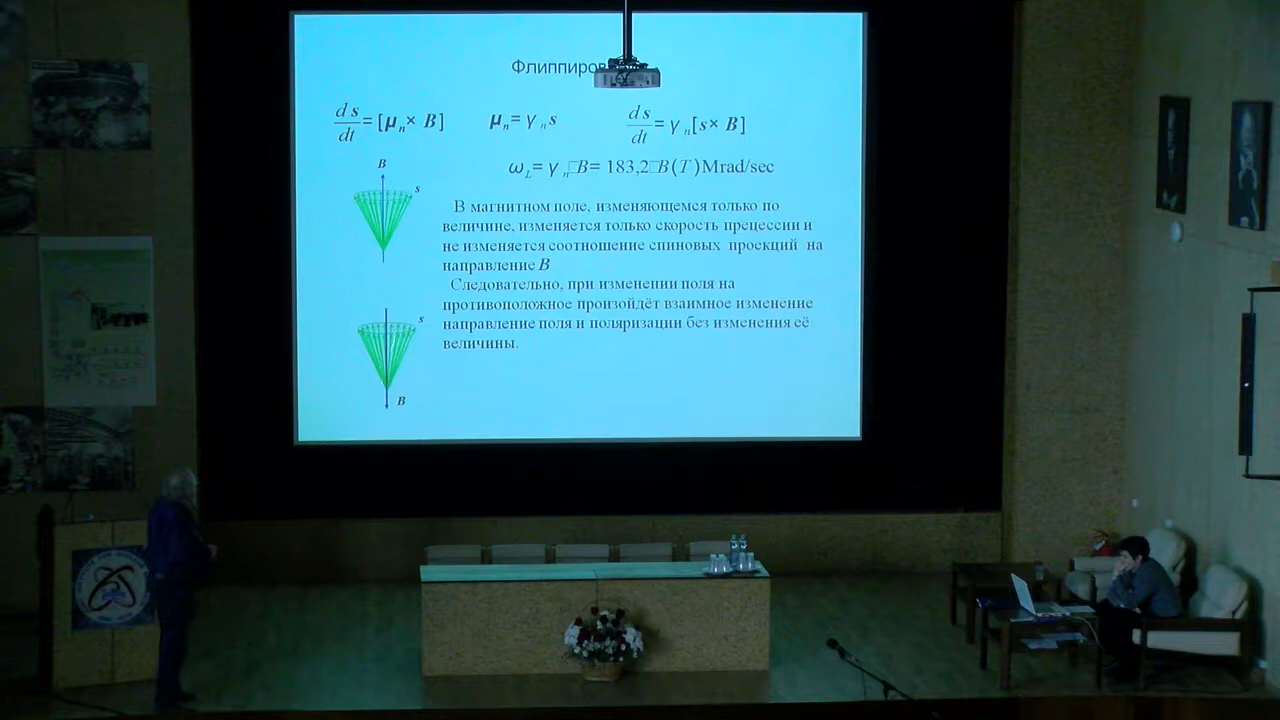 Флиппиров
ds/dt = [μn × B] μn = γn s ds/dt = γn [s × B]
ωL = γn □B = 183,2□B(T)Mrad/sec
B
s
В магнитном поле, изменяющемся только по
величине, изменяется только скорость прецессии и
не изменяется соотношение спиновых проекций на
направление B
Следовательно, при изменении поля на
противоположное произойдёт взаимное изменение
направление поля и поляризации без изменения её
величины.
s
B